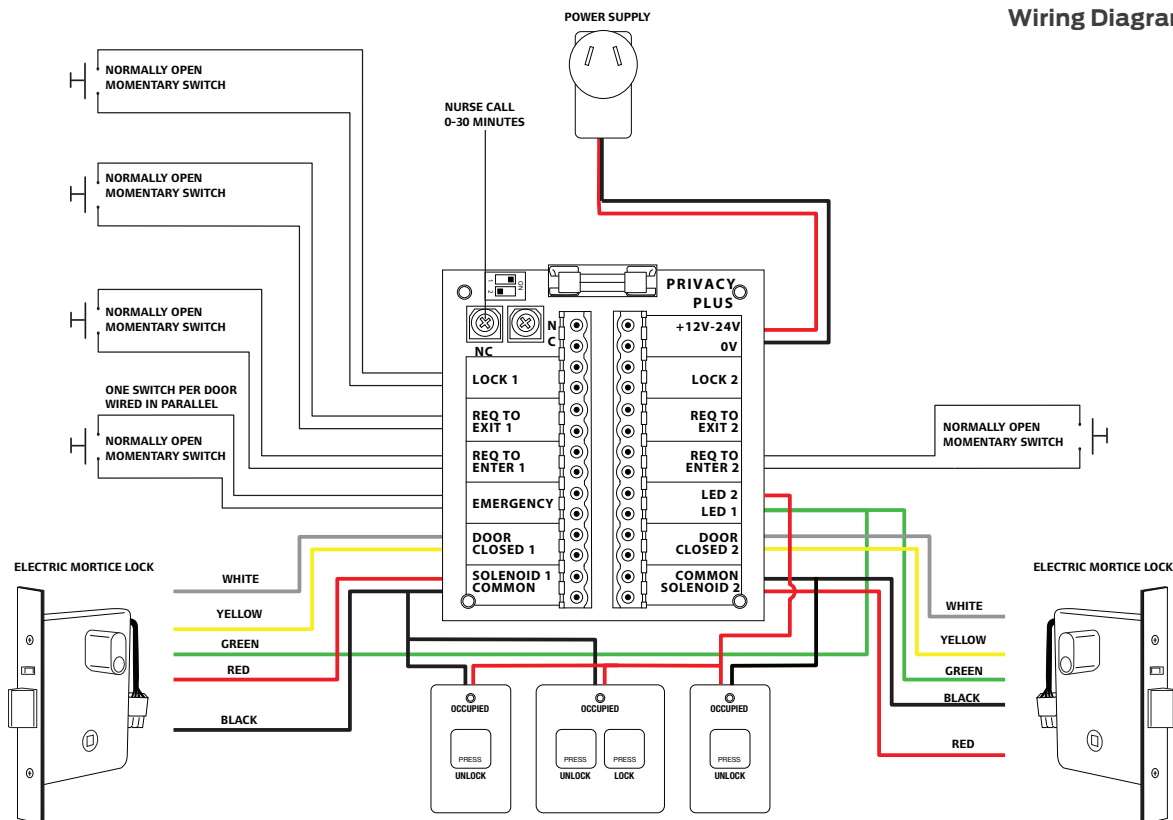 Wiring Diagram
POWER SUPPLY
NORMALLY OPEN
MOMENTARY SWITCH
NURSE CALL
0-30 MINUTES
NORMALLY OPEN
MOMENTARY SWITCH
NORMALLY OPEN
MOMENTARY SWITCH
ONE SWITCH PER DOOR
WIRED IN PARALLEL
NORMALLY OPEN
MOMENTARY SWITCH
1
2
ON
PRIVACY
PLUS
N
C
NC
+12V-24V
0V
LOCK 1
LOCK 2
REQ TO
EXIT 1
REQ TO
EXIT 2
REQ TO
ENTER 1
REQ TO
ENTER 2
EMERGENCY
LED 2
LED 1
DOOR
CLOSED 1
DOOR
CLOSED 2
SOLENOID 1
COMMON
COMMON
SOLENOID 2
NORMALLY OPEN
MOMENTARY SWITCH
ELECTRIC MORTICE LOCK
WHITE
YELLOW
GREEN
RED
BLACK
ELECTRIC MORTICE LOCK
WHITE
YELLOW
GREEN
BLACK
RED
OCCUPIED
PRESS
UNLOCK
OCCUPIED
PRESS
PRESS
UNLOCK
LOCK
OCCUPIED
PRESS
UNLOCK